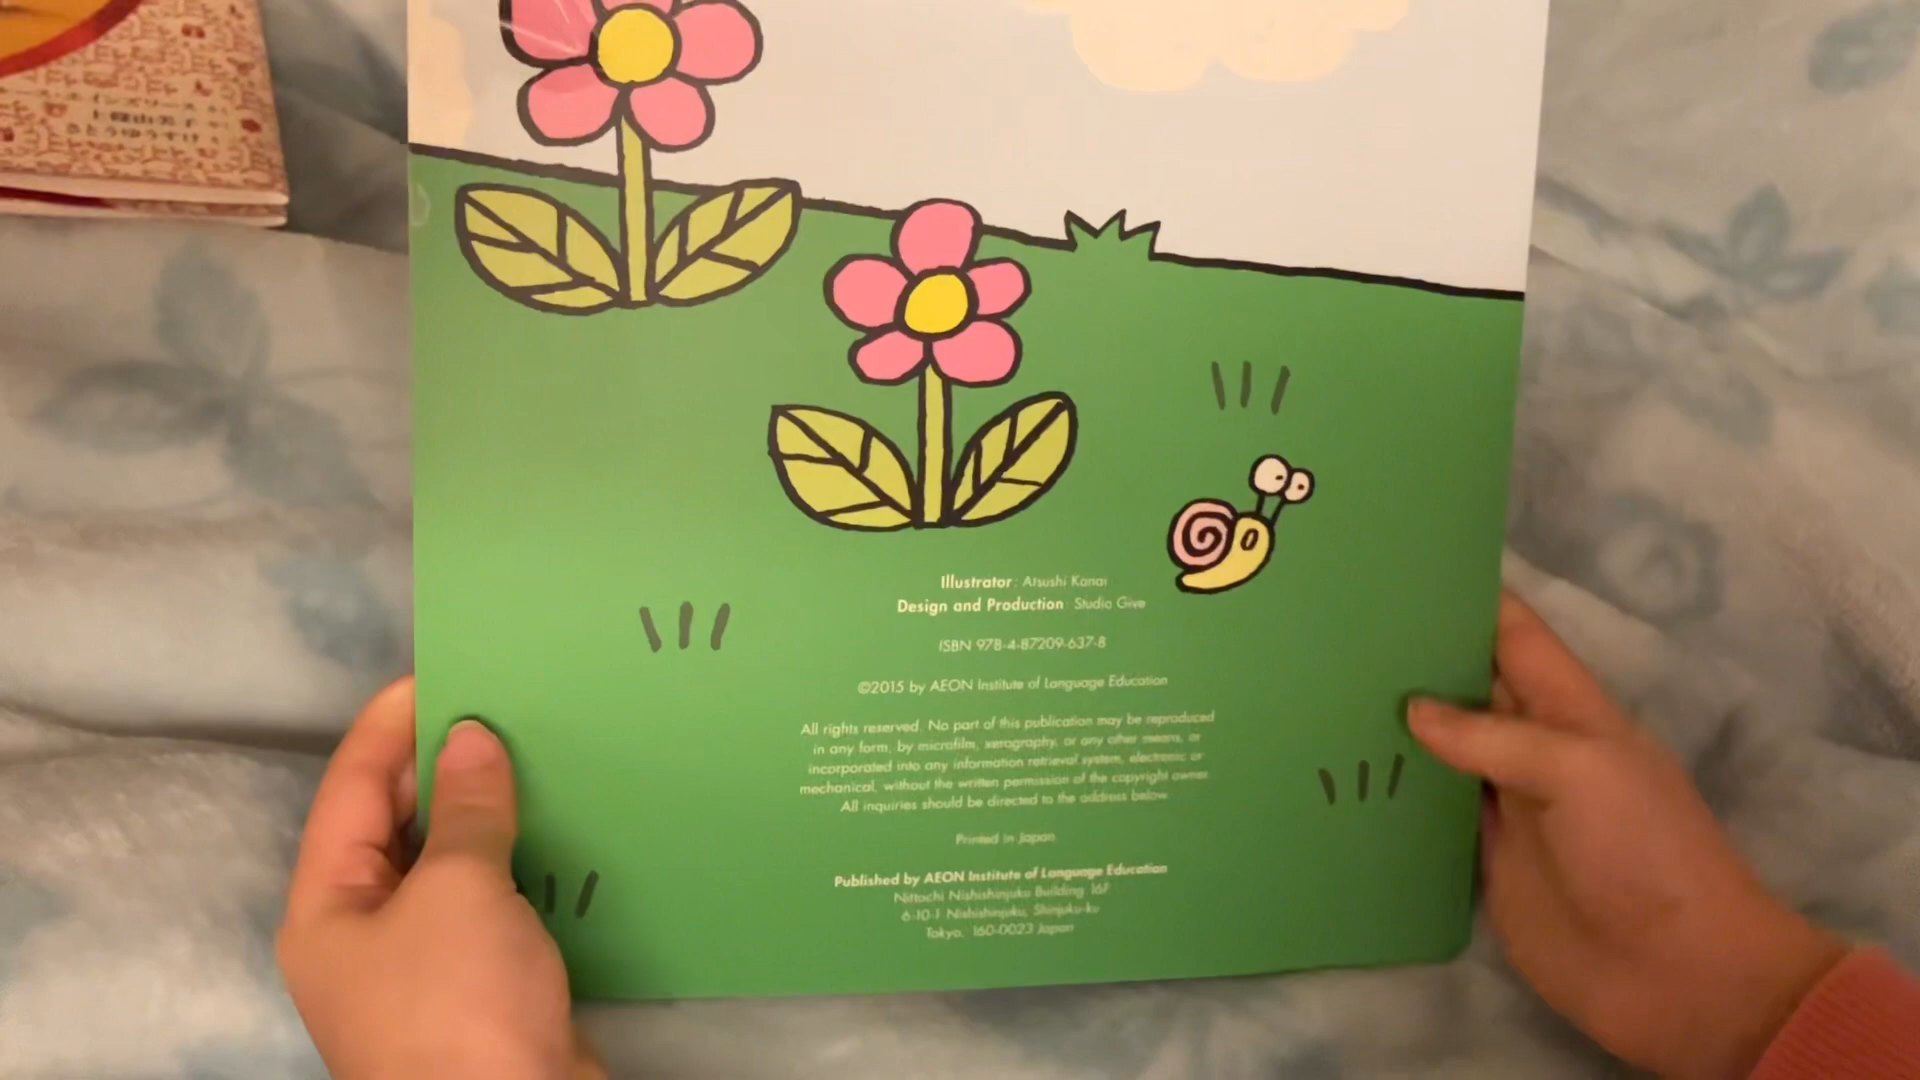 Illustrator : Atsushi Kanai
Design and Production : Studio Give
ISBN 978-4-87209-637-8
©2015 by AEON Institute of Language Education
All rights reserved. No part of this publication may be reproduced
in any form, by microfilm, xerography, or any other means, or
incorporated into any information retrieval system, electronic or
mechanical, without the written permission of the copyright owner.
All inquiries should be directed to the address below.
Printed in Japan
Published by AEON Institute of Language Education
Nittochi Nishishinjuku Building 16F
6-10-1 Nishishinjuku, Shinjuku-ku
Tokyo, 160-0023 Japan